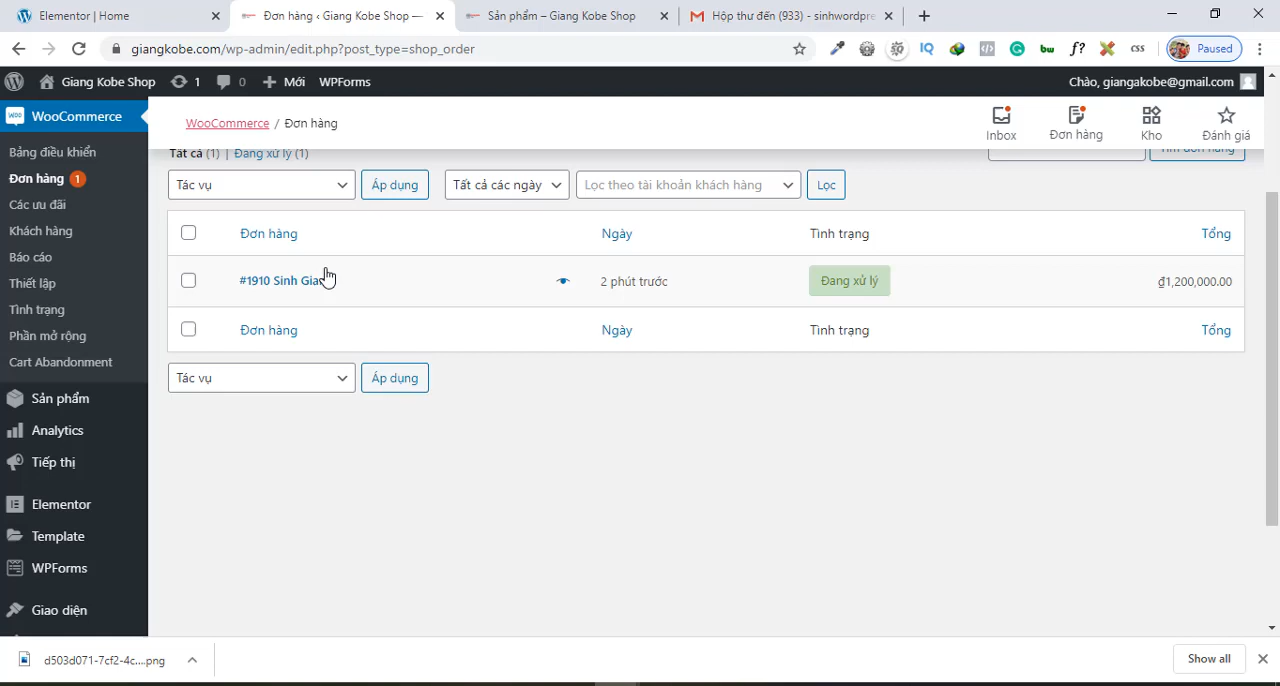 Elementor | Home
Đơn hàng ‹ Giang Kobe Shop —
Sản phẩm – Giang Kobe Shop
Hộp thư đến (933) - sinhwordpre
giangkobe.com/wp-admin/edit.php?post_type=shop_order
IQ
bw
f?
CSS
Paused
Giang Kobe Shop
1
0
Mới
WPForms
Chào, giangakobe@gmail.com
WooCommerce
WooCommerce / Đơn hàng
Inbox
Đơn hàng
Kho
Đánh giá
Bảng điều khiển
Đơn hàng 1
Các ưu đãi
Khách hàng
Báo cáo
Thiết lập
Tình trạng
Phần mở rộng
Cart Abandonment
Sản phẩm
Analytics
Tiếp thị
Elementor
Template
WPForms
Giao diện
Tất cả (1) | Đang xử lý (1)
Tìm đơn hàng
Tác vụ
Áp dụng
Tất cả các ngày
Lọc theo tài khoản khách hàng
Lọc
Đơn hàng
Ngày
Tình trạng
Tổng
#1910 Sinh Gia
2 phút trước
Đang xử lý
₫1,200,000.00
Đơn hàng
Ngày
Tình trạng
Tổng
Tác vụ
Áp dụng
d503d071-7cf2-4c....png
Show all